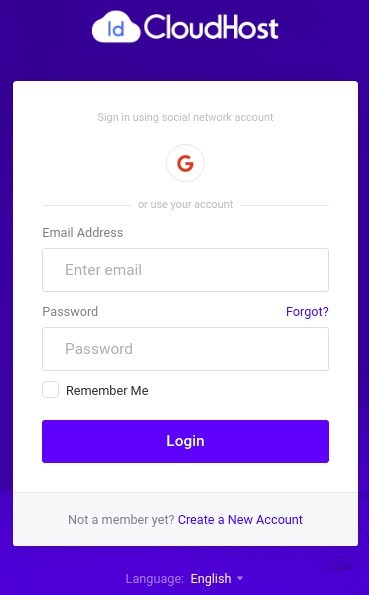 Id CloudHost
Sign in using social network account
G
or use your account
Email Address
Enter email
Password Forgot?
Password
Remember Me
Login
Not a member yet? Create a New Account
Language: English